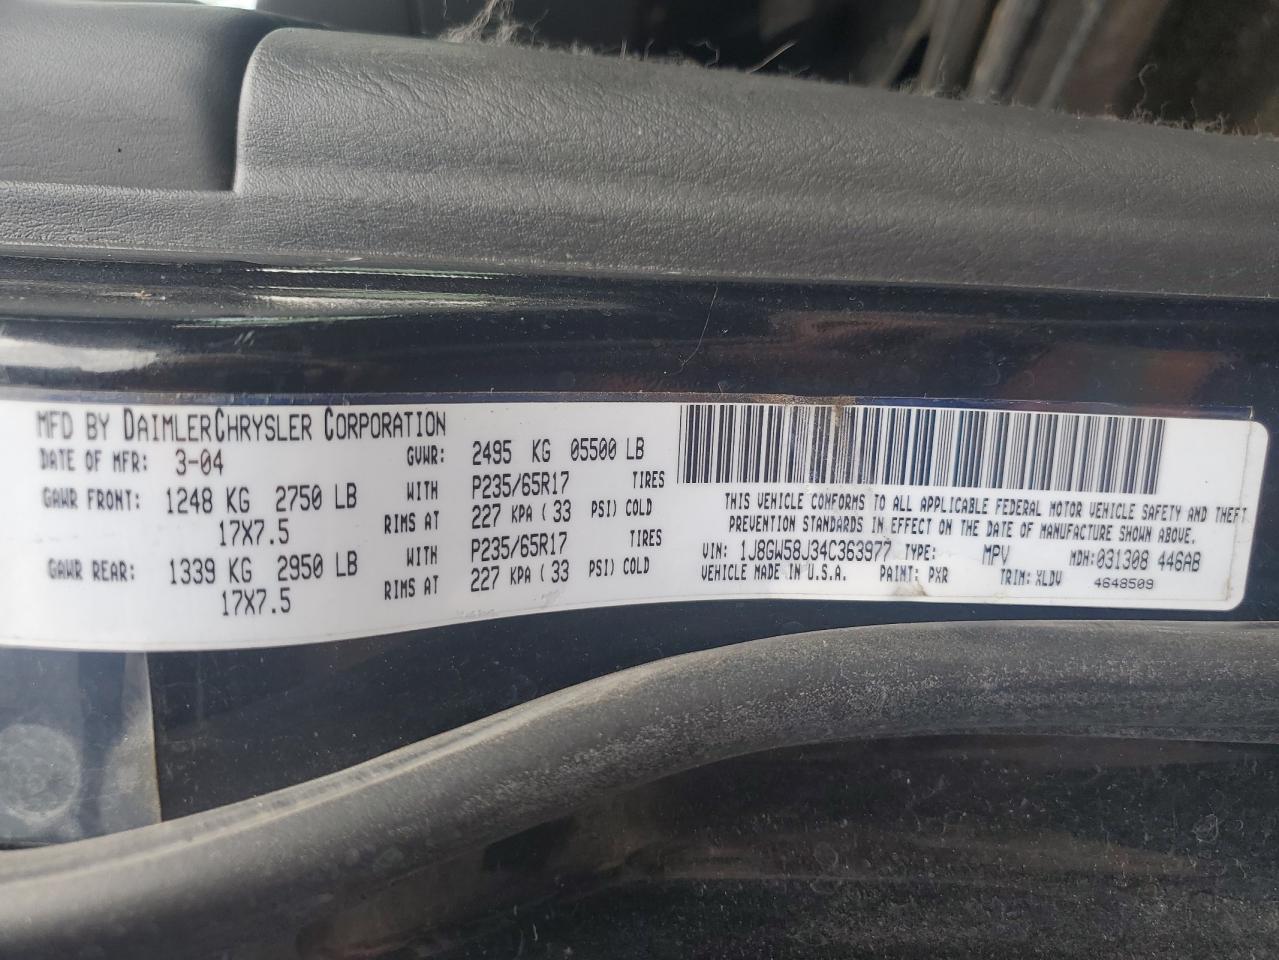 MFD BY DAIMLERCHRYSLER CORPORATION
DATE OF MFR: 3-04 GVWR: 2495 KG 05500 LB
GAWR FRONT: 1248 KG 2750 LB WITH P235/65R17 TIRES
17X7.5 RIMS AT 227 KPA ( 33 PSI) COLD
GAWR REAR: 1339 KG 2950 LB WITH P235/65R17 TIRES
17X7.5 RIMS AT 227 KPA ( 33 PSI) COLD
THIS VEHICLE CONFORMS TO ALL APPLICABLE FEDERAL MOTOR VEHICLE SAFETY AND THEFT
PREVENTION STANDARDS IN EFFECT ON THE DATE OF MANUFACTURE SHOWN ABOVE.
VIN: 1J8GW58J34C363977 TYPE: MPV MDH:031308 446AB
VEHICLE MADE IN U.S.A. PAINT: PXR TRIM: XLDV 4648509